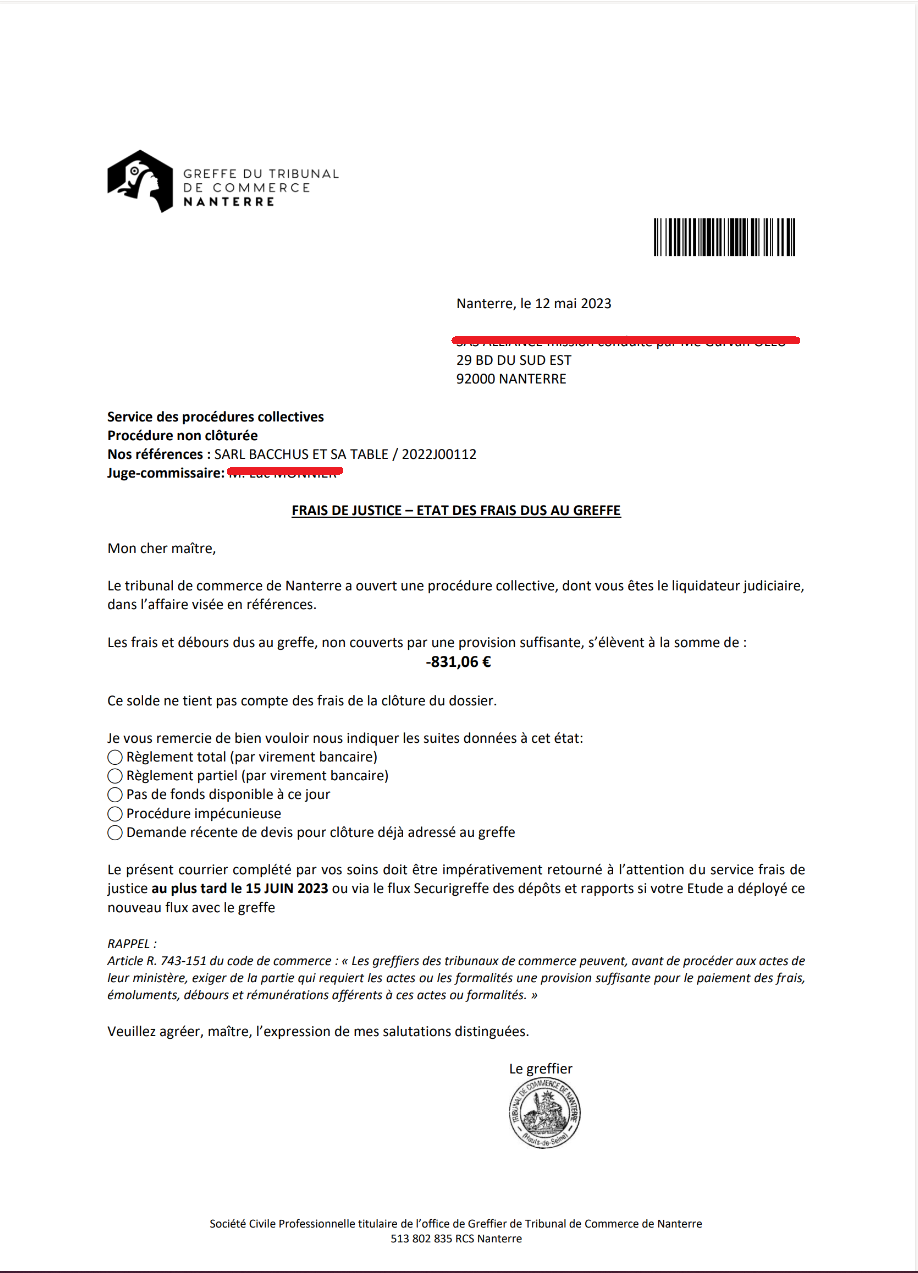 GREFFE DU TRIBUNAL
DE COMMERCE
NANTERRE
Nanterre, le 12 mai 2023
29 BD DU SUD EST
92000 NANTERRE
Service des procédures collectives
Procédure non clôturée
Nos références : SARL BACCHUS ET SA TABLE / 2022J00112
Juge-commissaire:
FRAIS DE JUSTICE – ETAT DES FRAIS DUS AU GREFFE
Mon cher maître,
Le tribunal de commerce de Nanterre a ouvert une procédure collective, dont vous êtes le liquidateur judiciaire,
dans l’affaire visée en références.
Les frais et débours dus au greffe, non couverts par une provision suffisante, s’élèvent à la somme de :
-831,06 €
Ce solde ne tient pas compte des frais de la clôture du dossier.
Je vous remercie de bien vouloir nous indiquer les suites données à cet état:
Règlement total (par virement bancaire)
Règlement partiel (par virement bancaire)
Pas de fonds disponible à ce jour
Procédure impécunieuse
Demande récente de devis pour clôture déjà adressé au greffe
Le présent courrier complété par vos soins doit être impérativement retourné à l’attention du service frais de
justice au plus tard le 15 JUIN 2023 ou via le flux Securigreffe des dépôts et rapports si votre Etude a déployé ce
nouveau flux avec le greffe
RAPPEL :
Article R. 743-151 du code de commerce : « Les greffiers des tribunaux de commerce peuvent, avant de procéder aux actes de
leur ministère, exiger de la partie qui requiert les actes ou les formalités une provision suffisante pour le paiement des frais,
émoluments, débours et rémunérations afférents à ces actes ou formalités. »
Veuillez agréer, maître, l’expression de mes salutations distinguées.
Le greffier
TRIBUNAL DE COMMERCE DE NANTERRE
(Hauts-de-Seine)
Société Civile Professionnelle titulaire de l’office de Greffier de Tribunal de Commerce de Nanterre
513 802 835 RCS Nanterre